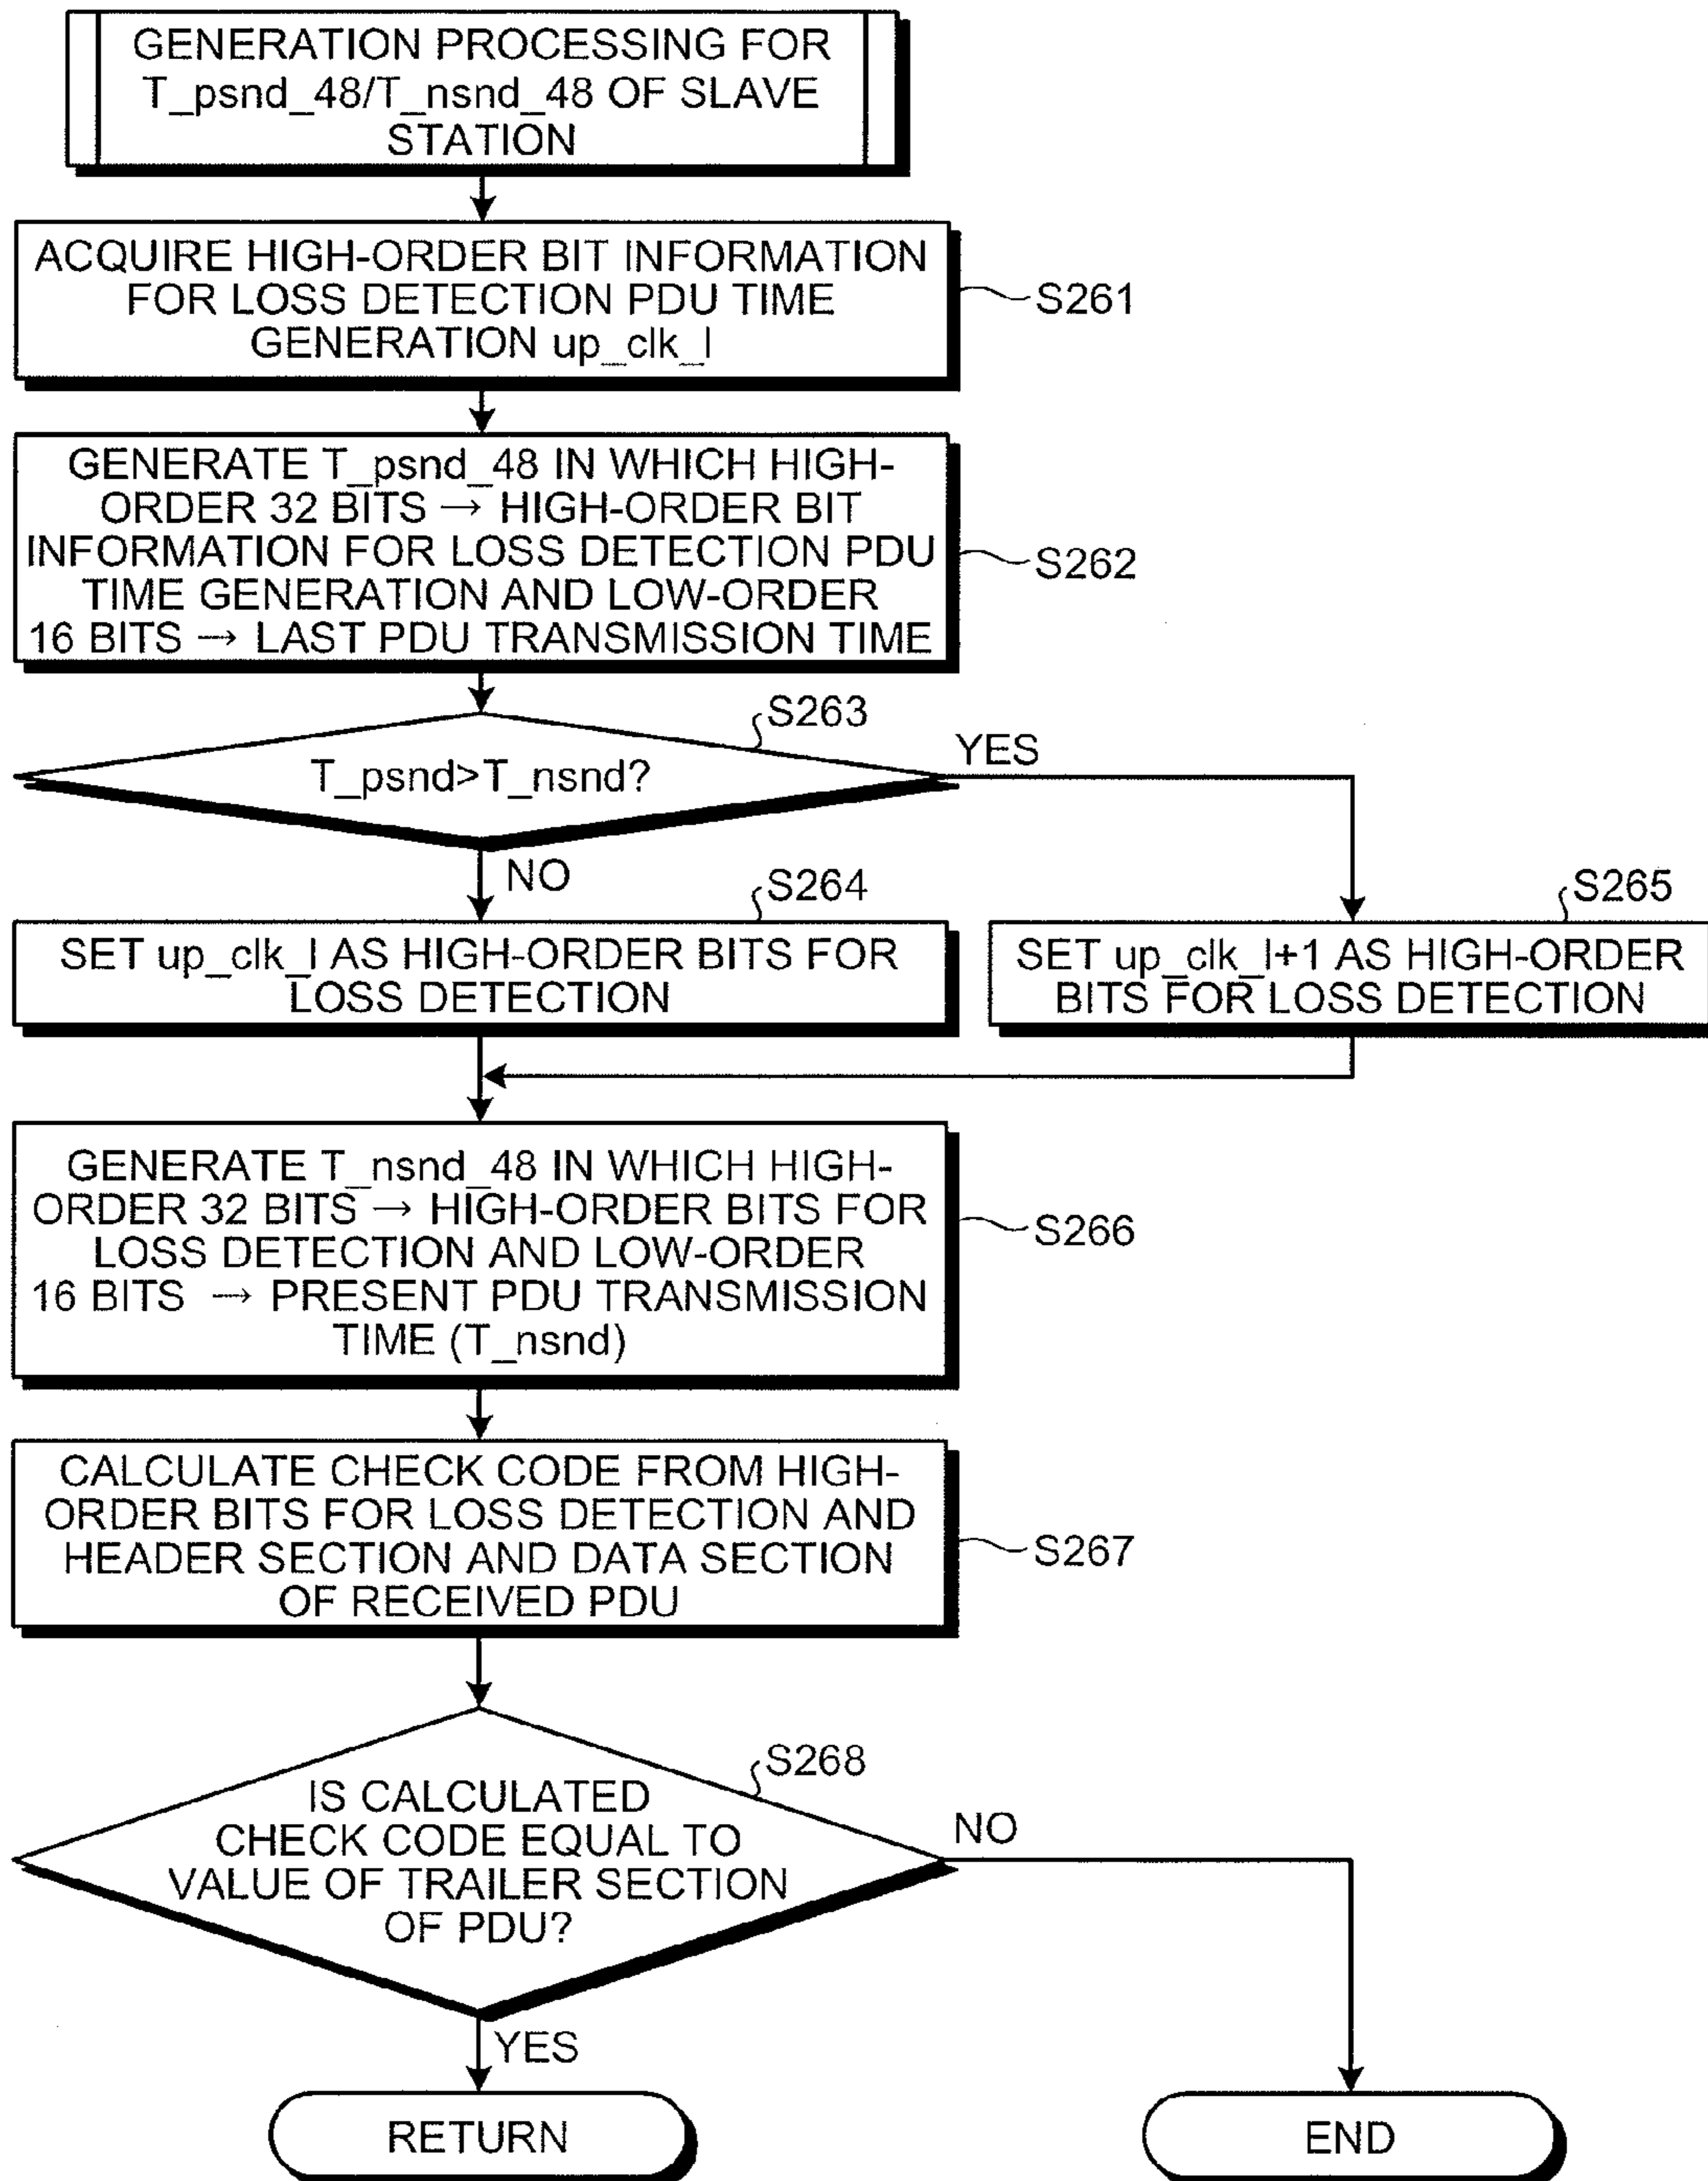 GENERATION PROCESSING FOR
T_psnd_48/T_nsnd_48 OF SLAVE
STATION
ACQUIRE HIGH-ORDER BIT INFORMATION
FOR LOSS DETECTION PDU TIME
GENERATION up_clk_l
S261
GENERATE T_psnd_48 IN WHICH HIGH-
ORDER 32 BITS → HIGH-ORDER BIT
INFORMATION FOR LOSS DETECTION PDU
TIME GENERATION AND LOW-ORDER
16 BITS → LAST PDU TRANSMISSION TIME
S262
S263
T_psnd>T_nsnd?
YES
NO
S264
SET up_clk_l AS HIGH-ORDER BITS FOR
LOSS DETECTION
S265
SET up_clk_l+1 AS HIGH-ORDER
BITS FOR LOSS DETECTION
GENERATE T_nsnd_48 IN WHICH HIGH-
ORDER 32 BITS → HIGH-ORDER BITS FOR
LOSS DETECTION AND LOW-ORDER
16 BITS → PRESENT PDU TRANSMISSION
TIME (T_nsnd)
S266
CALCULATE CHECK CODE FROM HIGH-
ORDER BITS FOR LOSS DETECTION AND
HEADER SECTION AND DATA SECTION
OF RECEIVED PDU
S267
S268
IS CALCULATED
CHECK CODE EQUAL TO
VALUE OF TRAILER SECTION
OF PDU?
NO
YES
RETURN
END